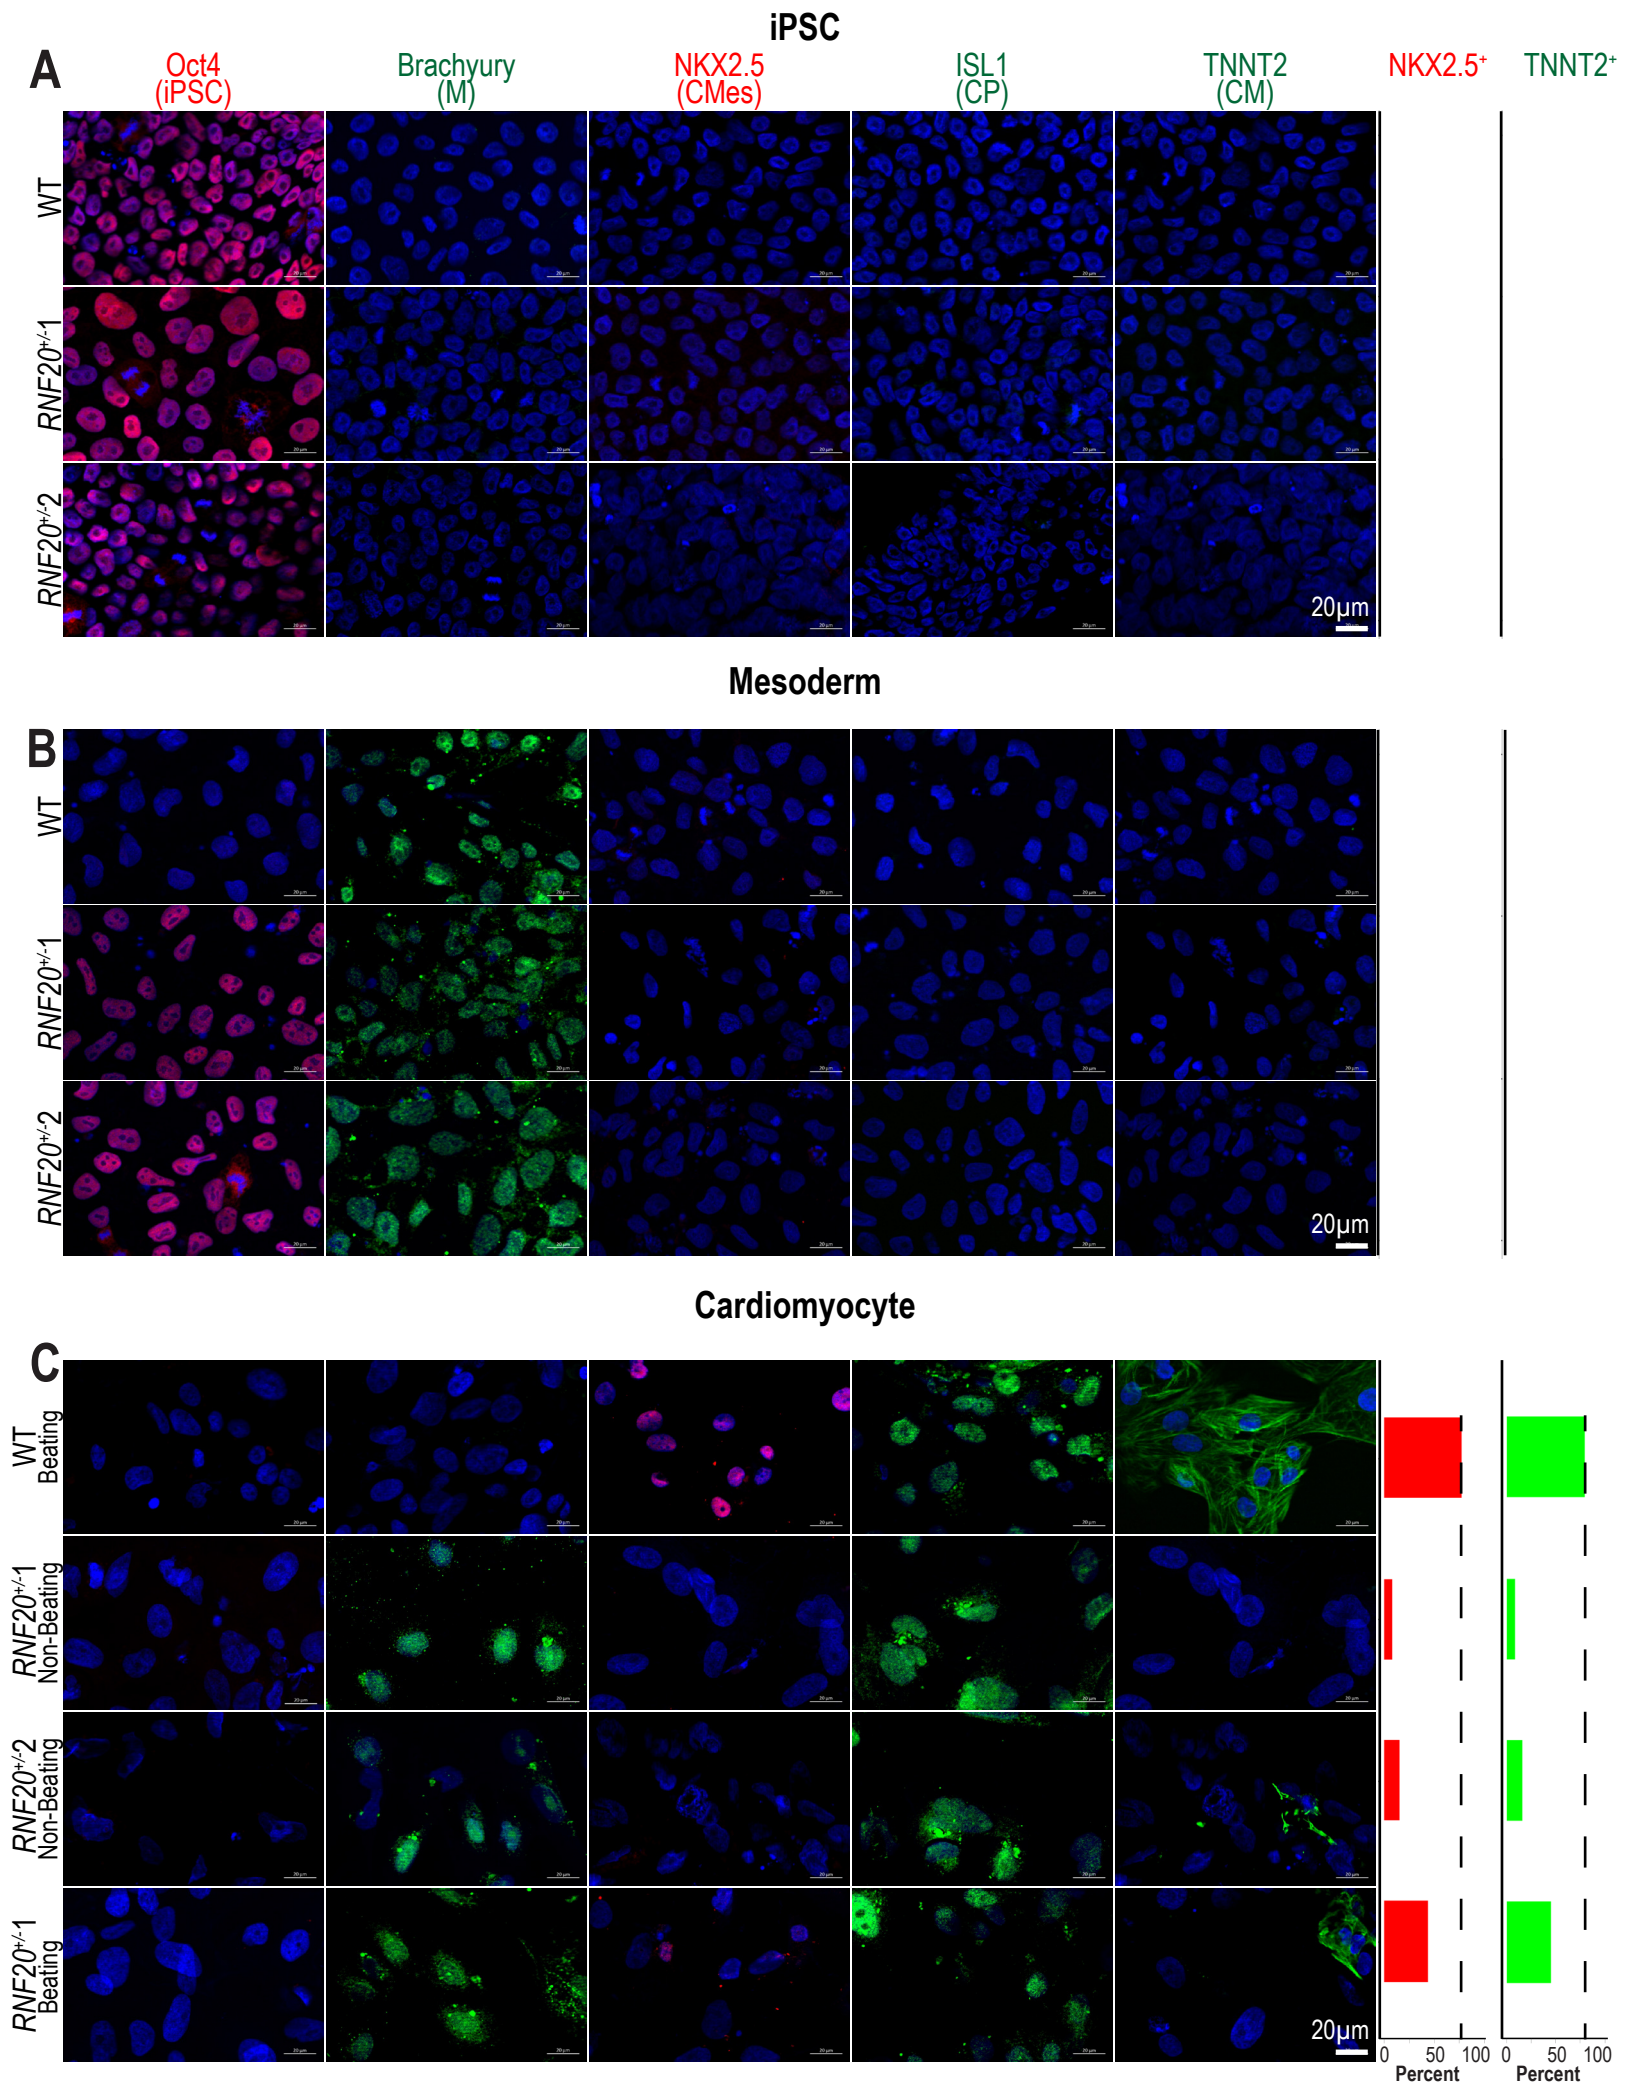 iPSC
A
Oct4
(iPSC)
Brachyury
(M)
NKX2.5
(CMes)
ISL1
(CP)
TNNT2
(CM)
NKX2.5⁺
TNNT2⁺
WT
RNF20⁺/⁻1
RNF20⁺/⁻2
20µm
Mesoderm
B
WT
RNF20⁺/⁻1
RNF20⁺/⁻2
20µm
Cardiomyocyte
C
WT
Beating
RNF20⁺/⁻1
Non-Beating
RNF20⁺/⁻2
Non-Beating
RNF20⁺/⁻1
Beating
20µm
0 50 100
Percent
0 50 100
Percent